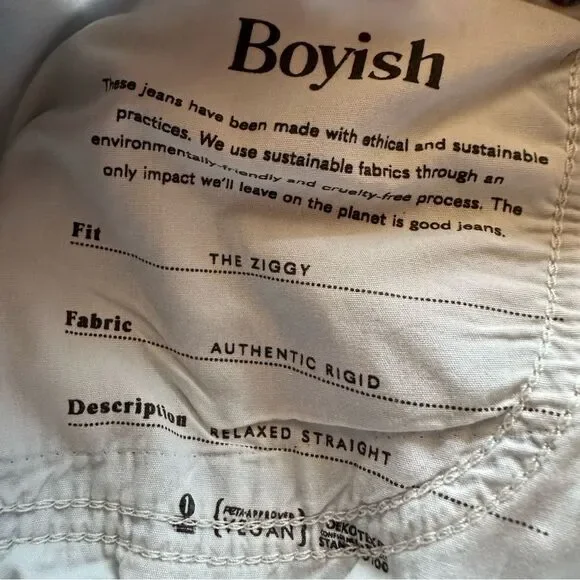 Boyish
These jeans have been made with ethical and sustainable
practices. We use sustainable fabrics through an
environmentally-friendly and cruelty-free process. The
only impact we'll leave on the planet is good jeans.
Fit THE ZIGGY
Fabric AUTHENTIC RIGID
Description RELAXED STRAIGHT
{PETA-APPROVED
VEGAN}
OEKO-TEX
STANDARD 100